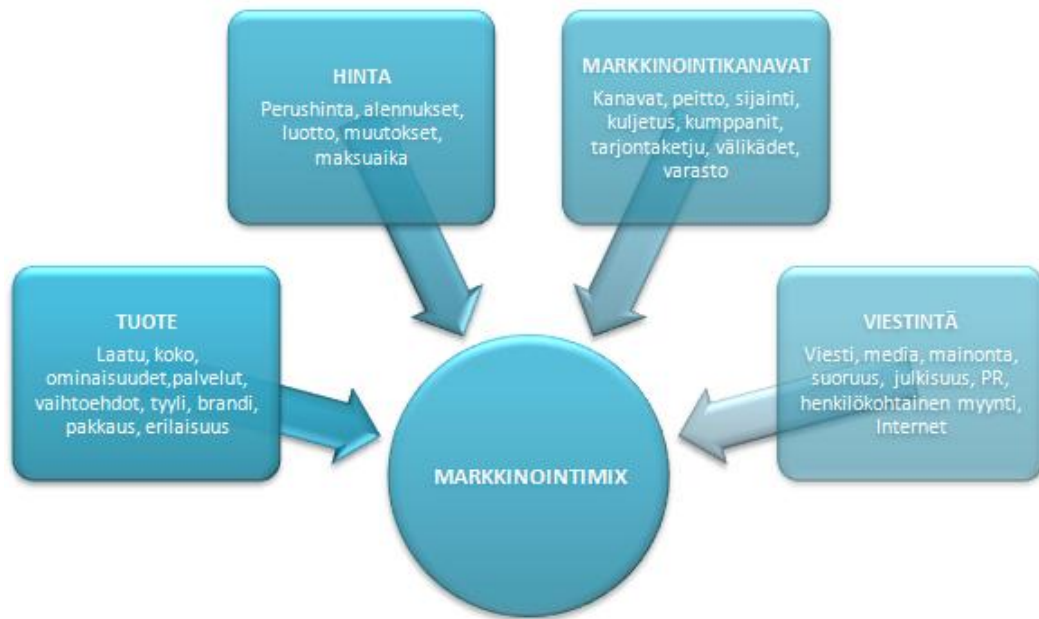 HINTA
Perushinta, alennukset,
luotto, muutokset,
maksuaika
MARKKINOINTIKANAVAT
Kanavat, peitto, sijainti,
kuljetus, kumppanit,
tarjontaketju, välikädet,
varasto
TUOTE
Laatu, koko,
ominaisuudet,palvelut,
vaihtoehdot, tyyli, brandi,
pakkaus, erilaisuus
VIESTINTÄ
Viesti, media, mainonta,
suoruus, julkisuus, PR,
henkilökohtainen myynti,
Internet
MARKKINOINTIMIX